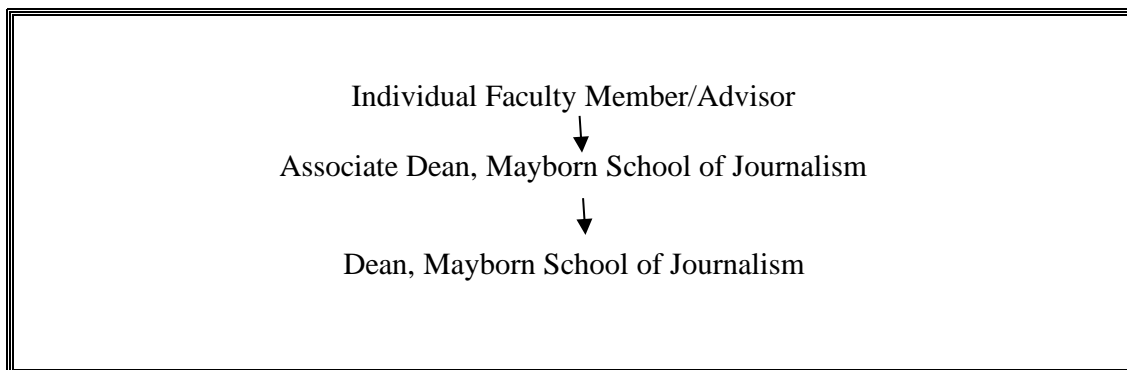 Individual Faculty Member/Advisor
Associate Dean, Mayborn School of Journalism
Dean, Mayborn School of Journalism